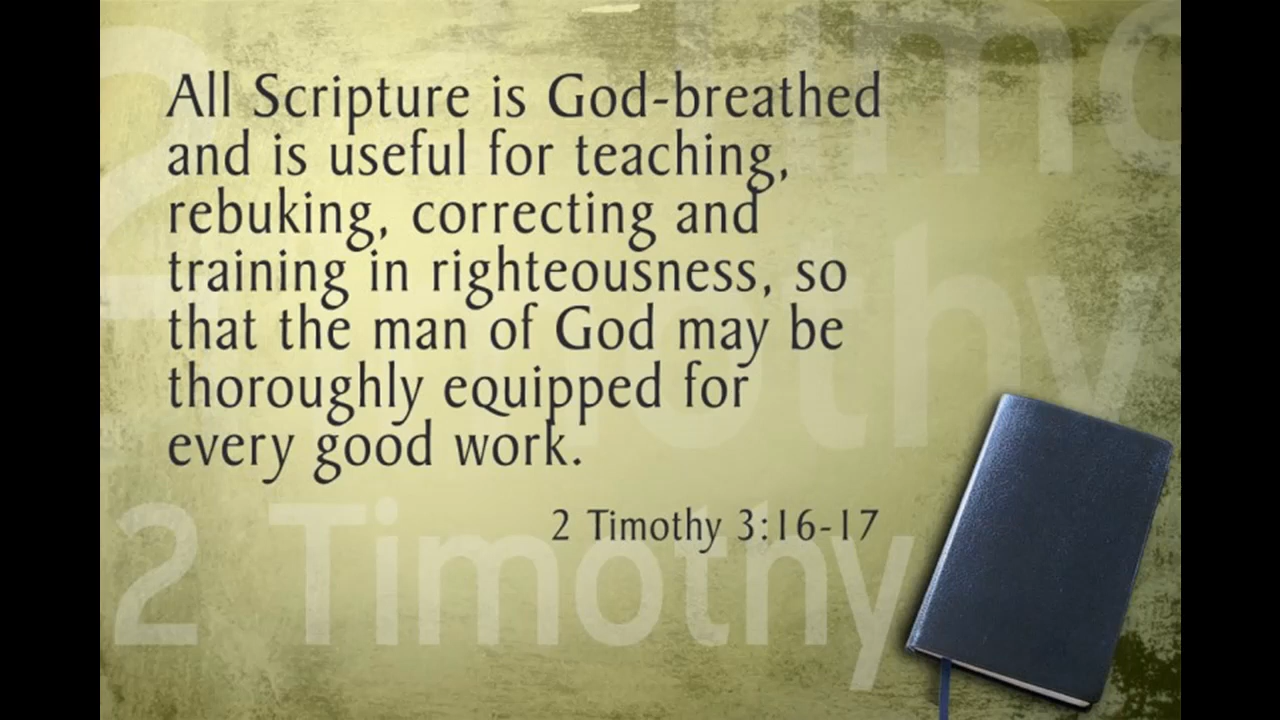 All Scripture is God-breathed
and is useful for teaching,
rebuking, correcting and
training in righteousness, so
that the man of God may be
thoroughly equipped for
every good work.
2 Timothy 3:16-17
2 Timothy